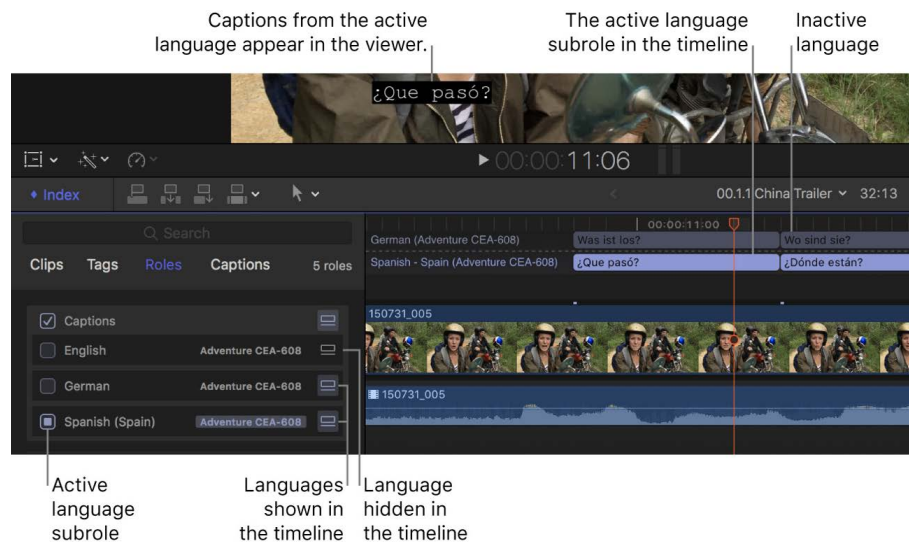 Captions from the active
language appear in the viewer.
The active language
subrole in the timeline
Inactive
language
¿Que pasó?
00:00:11:06
Index
00.1.1 China Trailer
32:13
Search
00:00:11:00
German (Adventure CEA-608)
Was ist los?
Wo sind sie?
Clips
Tags
Roles
Captions
5 roles
Spanish - Spain (Adventure CEA-608)
¿Que pasó?
¿Dónde están?
Captions
150731_005
English
Adventure CEA-608
German
Adventure CEA-608
150731_005
Spanish (Spain)
Adventure CEA-608
Active
language
subrole
Languages
shown in
the timeline
Language
hidden in
the timeline